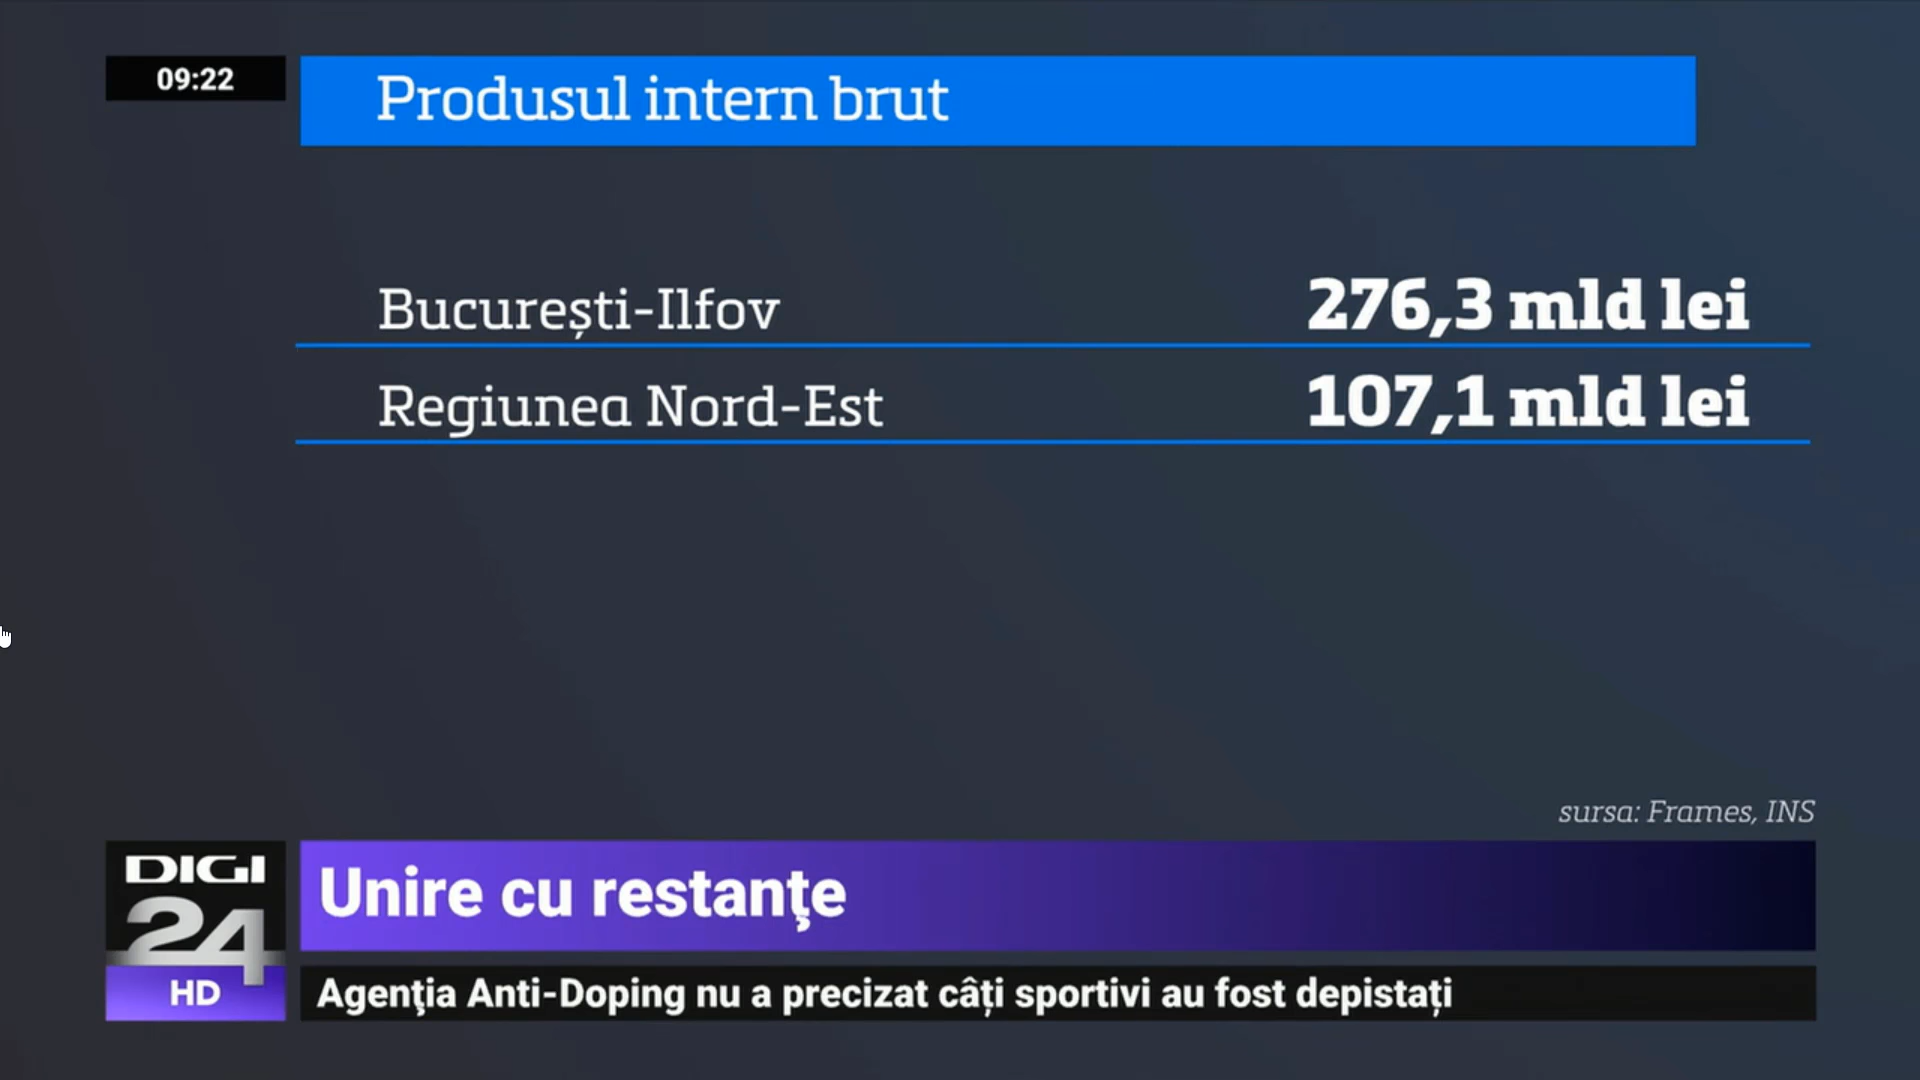 09:22
Produsul intern brut
București-Ilfov 276,3 mld lei
Regiunea Nord-Est 107,1 mld lei
sursa: Frames, INS
DIGI
24
HD
Unire cu restanțe
Agenția Anti-Doping nu a precizat câți sportivi au fost depistați